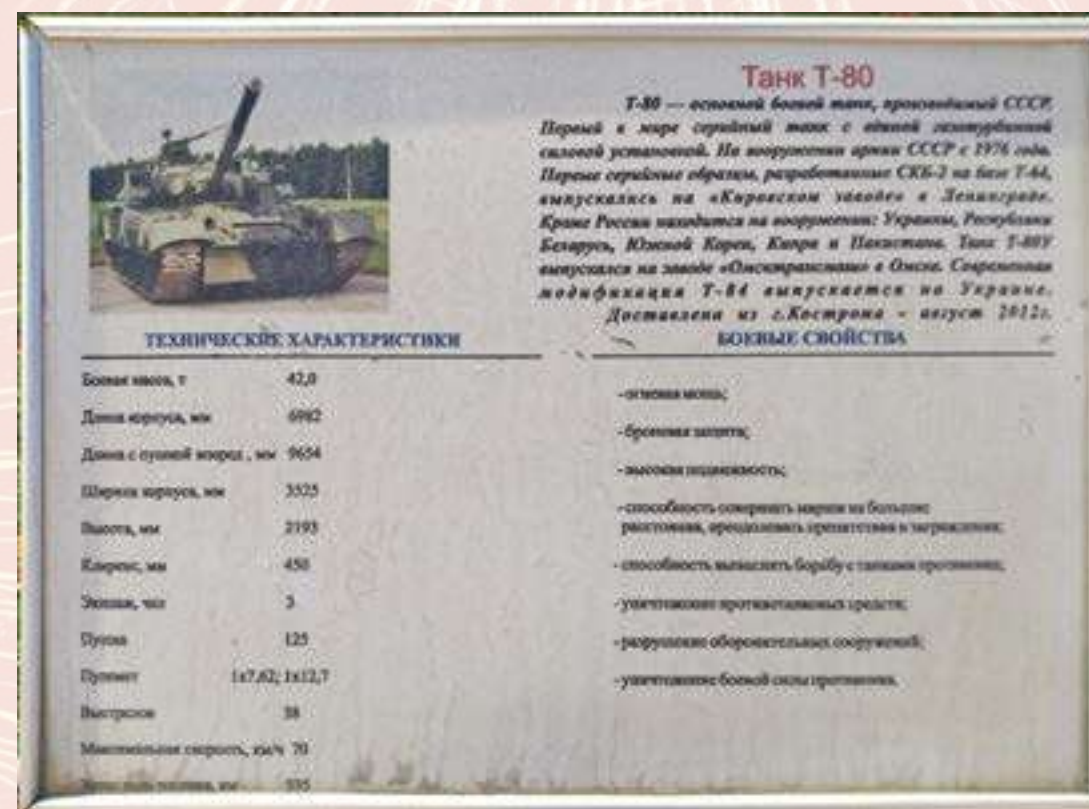 Танк Т-80
Т-80 — основной боевой танк, производимый СССР.
Первый в мире серийный танк с единой газотурбинной
силовой установкой. На вооружении армии СССР с 1976 года.
Первые серийные образцы, разработанные СКБ-2 на базе Т-64,
выпускались на «Кировском заводе» в Ленинграде.
Кроме России находится на вооружении: Украины, Республики
Беларусь, Южной Кореи, Кипра и Пакистана. Танк Т-80У
выпускался на заводе «Омсктрансмаш» в Омске. Современная
модификация Т-84 выпускается на Украине.
Доставлена из г.Кострома - август 2012г.
ТЕХНИЧЕСКИЕ ХАРАКТЕРИСТИКИ
Боевая масса, т 42,0
Длина корпуса, мм 6982
Длина с пушкой вперед , мм 9654
Ширина корпуса, мм 3525
Высота, мм 2193
Клиренс, мм 450
Экипаж, чел 3
Пушка 125
Пулемет 1х7,62; 1х12,7
Выстрелов 38
Максимальная скорость, км/ч 70
335
БОЕВЫЕ СВОЙСТВА
- огневая мощь;
- броневая защита;
- высокая подвижность;
- способность совершать марши на большие
расстояния, преодолевать препятствия и заграждения;
- способность вести борьбу с танками противника;
- уничтожение противотанковых средств;
- разрушение оборонительных сооружений;
- уничтожение боевой силы противника.